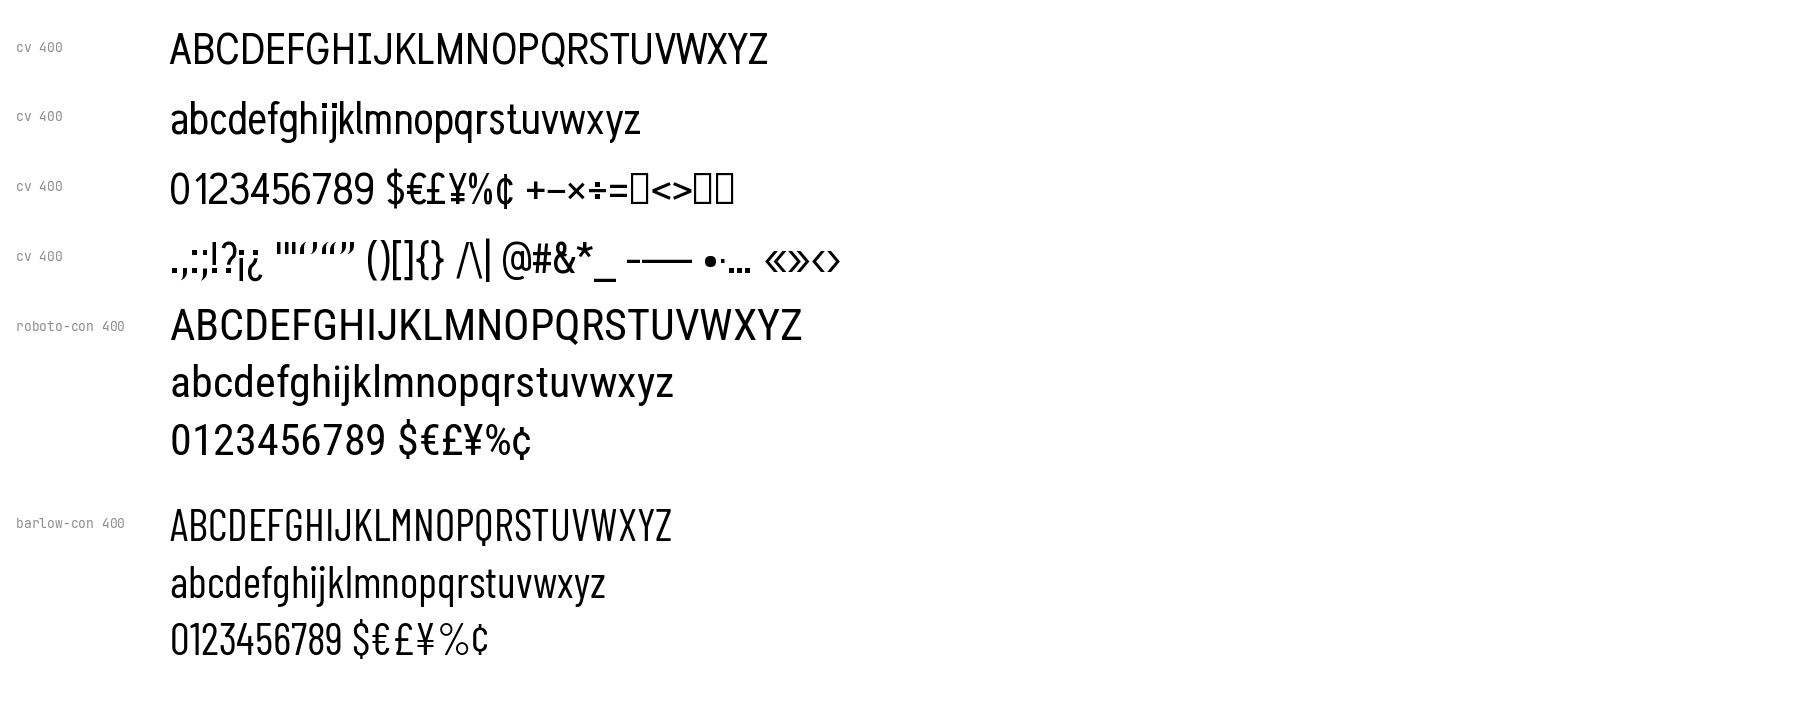 cv 400 ABCDEFGHIJKLMNOPQRSTUVWXYZ
cv 400 abcdefghijklmnopqrstuvwxyz
cv 400 0123456789 $€£¥%¢ +−×÷=<>
cv 400 .,:;!?¡¿ "'‘’“” ()[]{} /\| @#&*_ -–— •·… «»‹›
roboto-con 400 ABCDEFGHIJKLMNOPQRSTUVWXYZ
abcdefghijklmnopqrstuvwxyz
0123456789 $€£¥%¢
barlow-con 400 ABCDEFGHIJKLMNOPQRSTUVWXYZ
abcdefghijklmnopqrstuvwxyz
0123456789 $€£¥%¢